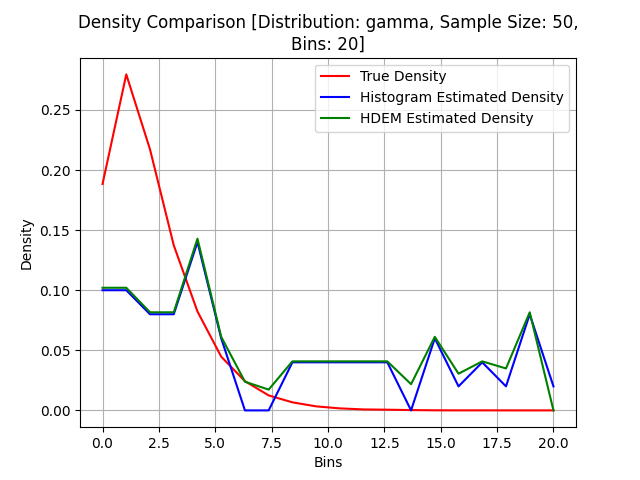 Density Comparison [Distribution: gamma, Sample Size: 50,
Bins: 20]
True Density
Histogram Estimated Density
HDEM Estimated Density
Density
0.25
0.20
0.15
0.10
0.05
0.00
0.0 2.5 5.0 7.5 10.0 12.5 15.0 17.5 20.0
Bins